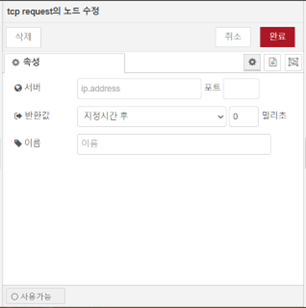 tcp request의 노드 수정
삭제
취소
완료
속성
서버
ip.address
포트
반환값
지정시간 후
0
밀리초
이름
이름
사용가능